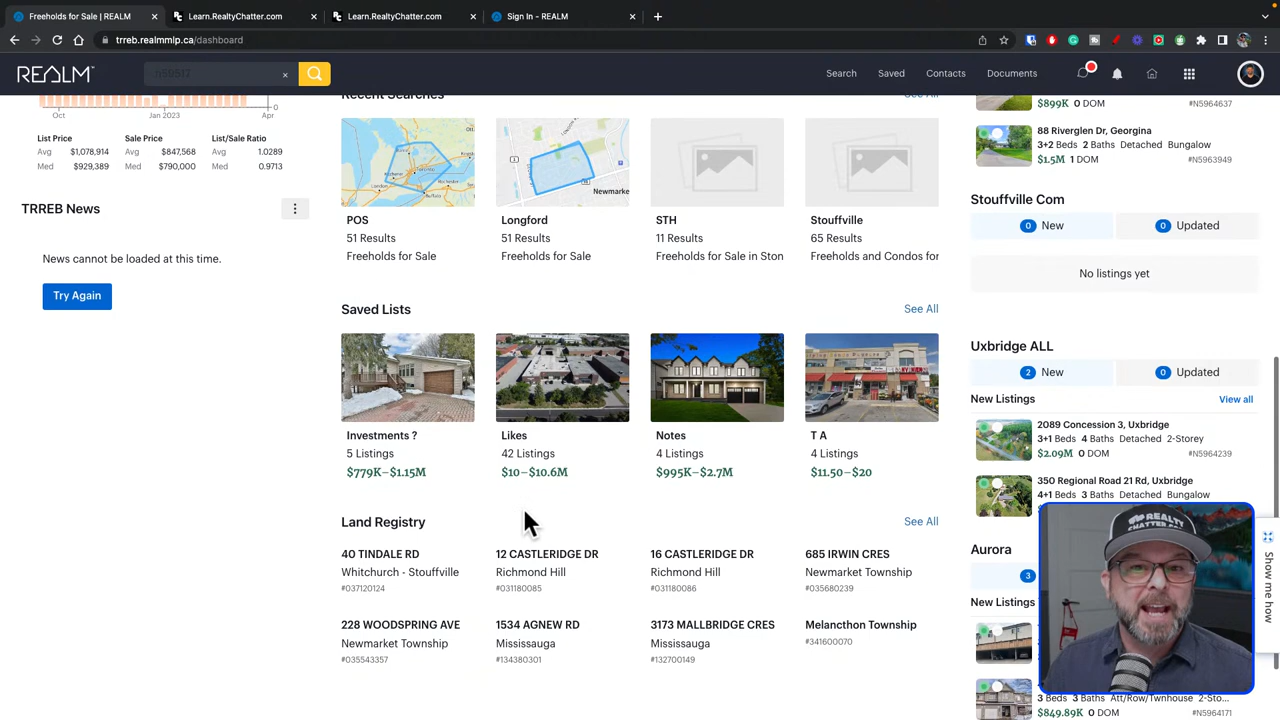 Freeholds for Sale | REALM
Learn.RealtyChatter.com
Learn.RealtyChatter.com
Sign In - REALM
trreb.realmmlp.ca/dashboard
REALM
Search
Saved
Contacts
Documents
0
Oct
Jan 2023
Apr
List Price
Sale Price
List/Sale Ratio
Avg $1,078,914
Avg $847,568
Avg 1.0289
Med $929,389
Med $790,000
Med 0.9713
TRREB News
News cannot be loaded at this time.
Try Again
Recent Searches
See All
POS
51 Results
Freeholds for Sale
Longford
51 Results
Freeholds for Sale
STH
11 Results
Freeholds for Sale in Ston
Stouffville
65 Results
Freeholds and Condos for
Saved Lists
See All
Investments ?
5 Listings
$779K–$1.15M
Likes
42 Listings
$10–$10.6M
Notes
4 Listings
$995K–$2.7M
T A
4 Listings
$11.50–$20
Land Registry
See All
40 TINDALE RD
Whitchurch - Stouffville
#037120124
12 CASTLERIDGE DR
Richmond Hill
#031180085
16 CASTLERIDGE DR
Richmond Hill
#031180086
685 IRWIN CRES
Newmarket Township
#035680239
228 WOODSPRING AVE
Newmarket Township
#035543357
1534 AGNEW RD
Mississauga
#134380301
3173 MALLBRIDGE CRES
Mississauga
#132700149
Melancthon Township
#341600070
$899K 0 DOM
#N5964637
88 Riverglen Dr, Georgina
3+2 Beds 2 Baths Detached Bungalow
$1.5M 1 DOM
#N5963949
Stouffville Com
0 New
0 Updated
No listings yet
Uxbridge ALL
2 New
0 Updated
New Listings
View all
2089 Concession 3, Uxbridge
3+1 Beds 4 Baths Detached 2-Storey
$2.09M 0 DOM
#N5964239
350 Regional Road 21 Rd, Uxbridge
4+1 Beds 3 Baths Detached Bungalow
Aurora
3
New Listings
3 Beds 3 Baths Att/Row/Twnhouse 2-Sto...
$849.89K 0 DOM
#N5964171
Show me how
REALTY
CHATTER